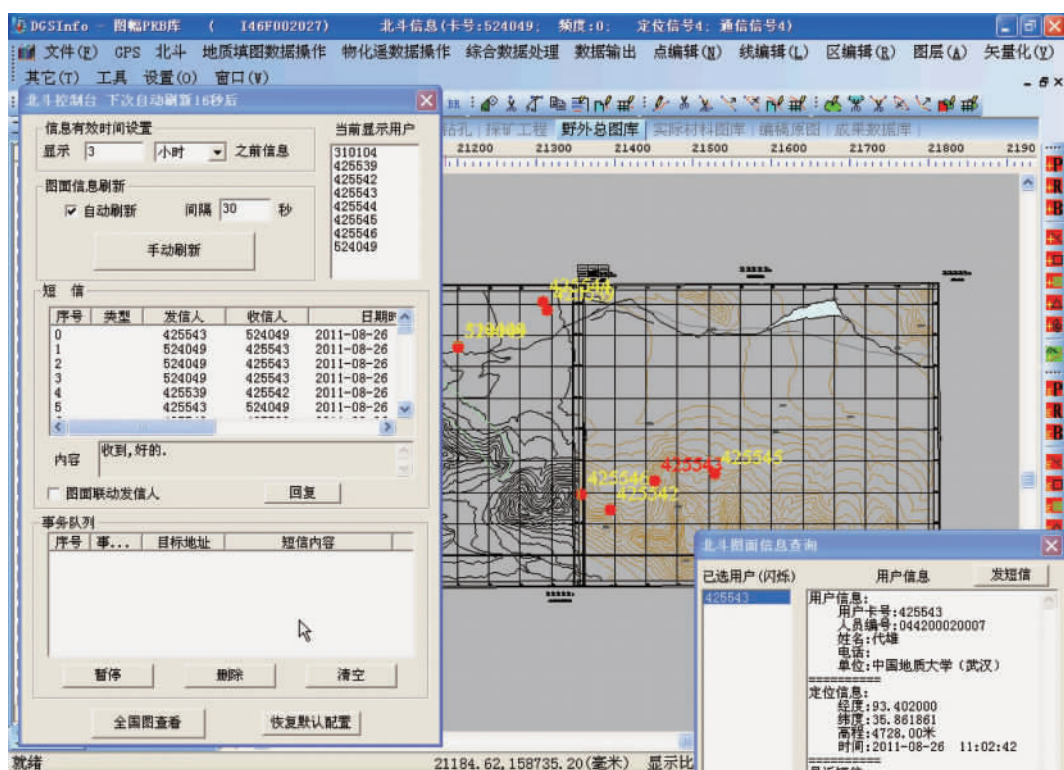 DGSInfo - 图幅PRB库 ( I46F002027) 北斗信息(卡号:524049; 频度:0; 定位信号4; 通信信号4)
文件(F) GPS 北斗 地质填图数据操作 物化遥数据操作 综合数据处理 数据输出 点编辑(N) 线编辑(L) 区编辑(R) 图层(A) 矢量化(Y)
其它(T) 工具 设置(O) 窗口(W)
北斗控制台 下次自动刷新16秒后
钻孔 探矿工程 野外总图库 实际材料图库 编稿原图 成果数据库
21200 21300 21400 21500 21600 21700 21800 2190
信息有效时间设置
显示 3 小时 之前信息
当前显示用户
310104
425539
425542
425543
425544
425545
425546
524049
图面信息刷新
自动刷新 间隔 30 秒
手动刷新
短 信
序号 类型 发信人 收信人 日期
0 425543 524049 2011-08-26
1 524049 425543 2011-08-26
2 524049 425543 2011-08-26
3 524049 425543 2011-08-26
4 425539 425542 2011-08-26
5 425543 524049 2011-08-26
内容 收到,好的.
图面联动发信人 回复
事务队列
序号 事... 目标地址 短信内容
暂停 删除 清空
全国图查看 恢复默认配置
425543 425545
425546
425542
北斗图面信息查询
已选用户(闪烁) 用户信息 发短信
425543
用户信息:
用户卡号:425543
人员编号:044200020007
姓名:代雄
电话:
单位:中国地质大学(武汉)
==========
定位信息:
经度:93.402000
纬度:35.861861
高程:4728.00米
时间:2011-08-26 11:02:42
==========
最近短信
就绪 21184.62,158735.20(毫米) 显示比